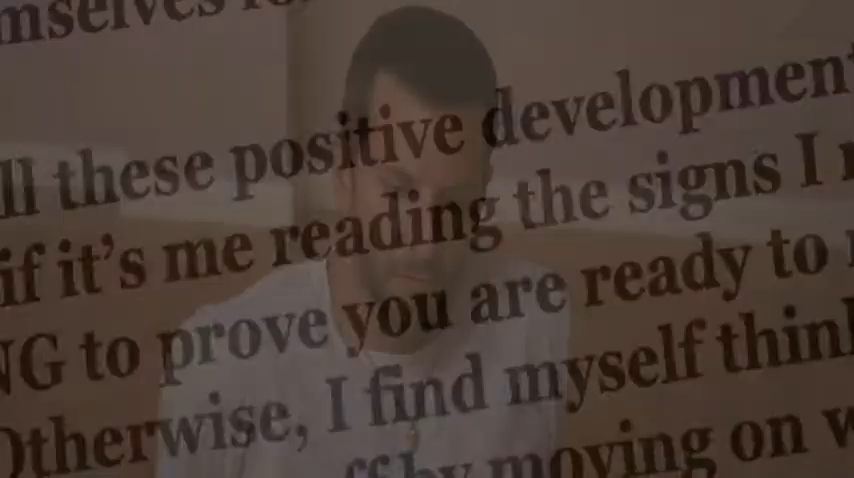 mselves
ll these positive development
if it's me reading the signs I
NG to prove you are ready to
Otherwise, I find myself think
by moving on w